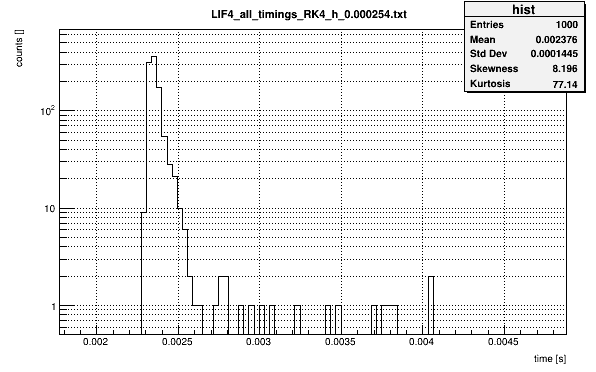 LIF4_all_timings_RK4_h_0.000254.txt
hist
Entries 1000
Mean 0.002376
Std Dev 0.0001445
Skewness 8.196
Kurtosis 77.14
counts []
10²
10
1
0.002 0.0025 0.003 0.0035 0.004 0.0045
time [s]